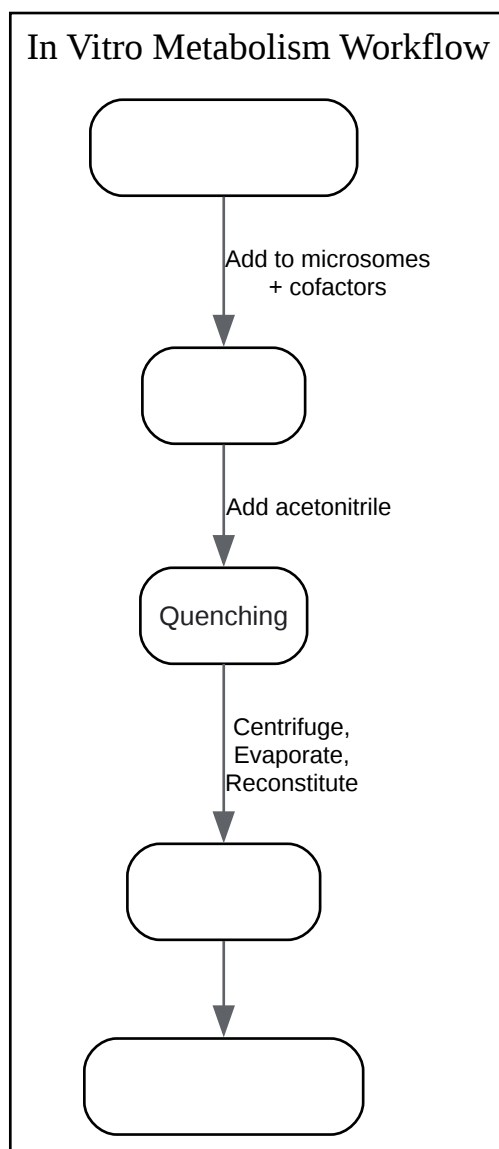 In Vitro Metabolism Workflow
Add to microsomes
+ cofactors
Add acetonitrile
Quenching
Centrifuge,
Evaporate,
Reconstitute